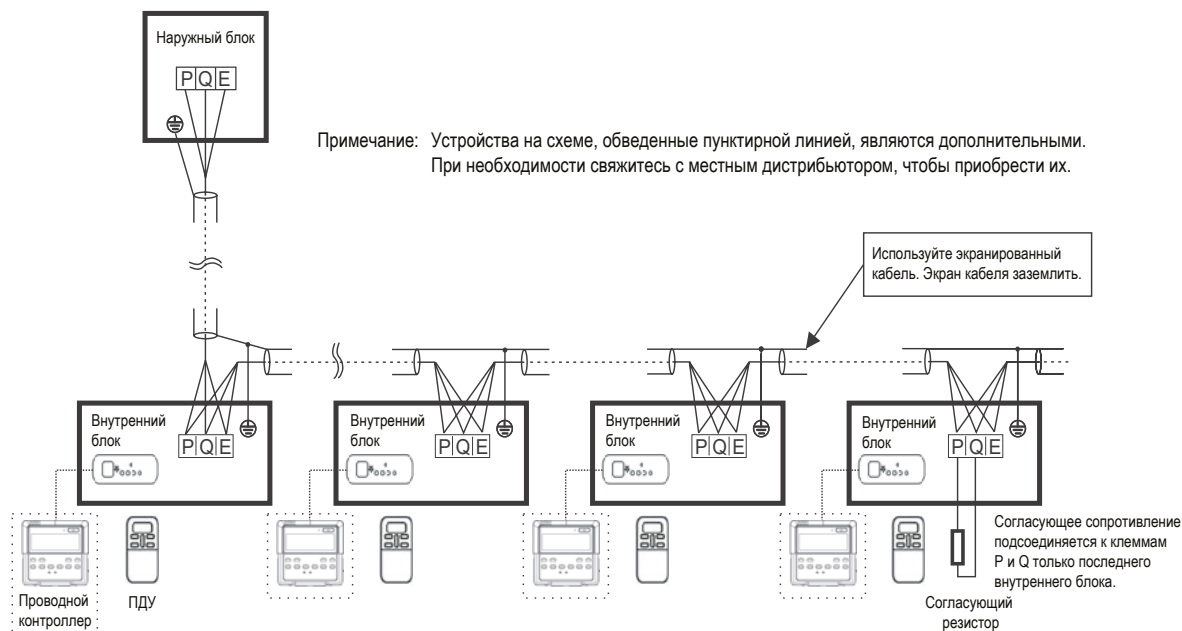 Наружный блок
P Q E
Примечание: Устройства на схеме, обведенные пунктирной линией, являются дополнительными.
При необходимости свяжитесь с местным дистрибьютором, чтобы приобрести их.
Используйте экранированный
кабель. Экран кабеля заземлить.
Внутренний
блок
P Q E
Внутренний
блок
P Q E
Внутренний
блок
P Q E
Внутренний
блок
P Q E
Проводной
контроллер
ПДУ
Согласующее сопротивление
подсоединяется к клеммам
P и Q только последнего
внутреннего блока.
Согласующий
резистор